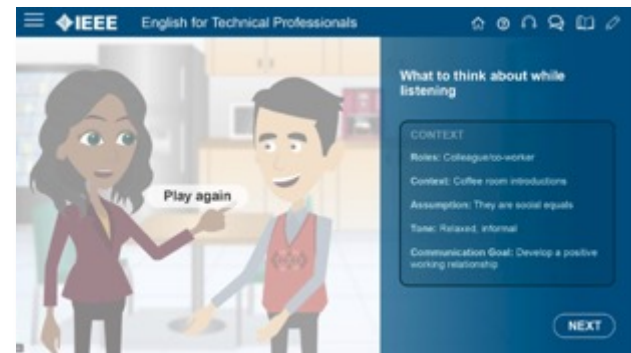 IEEE English for Technical Professionals
What to think about while
listening
Play again
CONTEXT
Roles: Colleague/co-worker
Context: Coffee room introductions
Assumption: They are social equals
Tone: Relaxed, informal
Communication Goal: Develop a positive
working relationship
NEXT